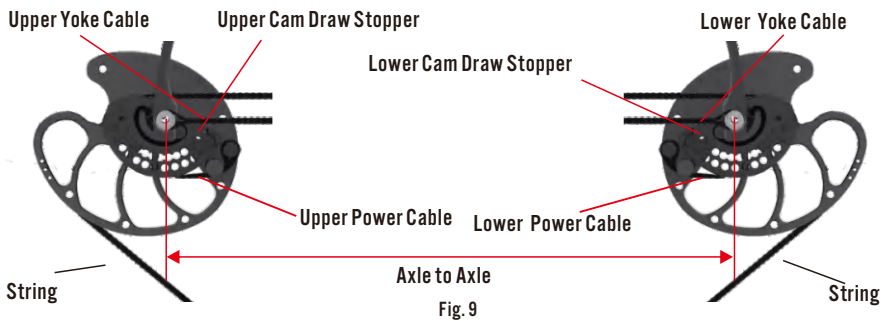 Upper Yoke Cable
Upper Cam Draw Stopper
Lower Yoke Cable
Lower Cam Draw Stopper
Upper Power Cable
Lower Power Cable
Axle to Axle
String
String
Fig. 9